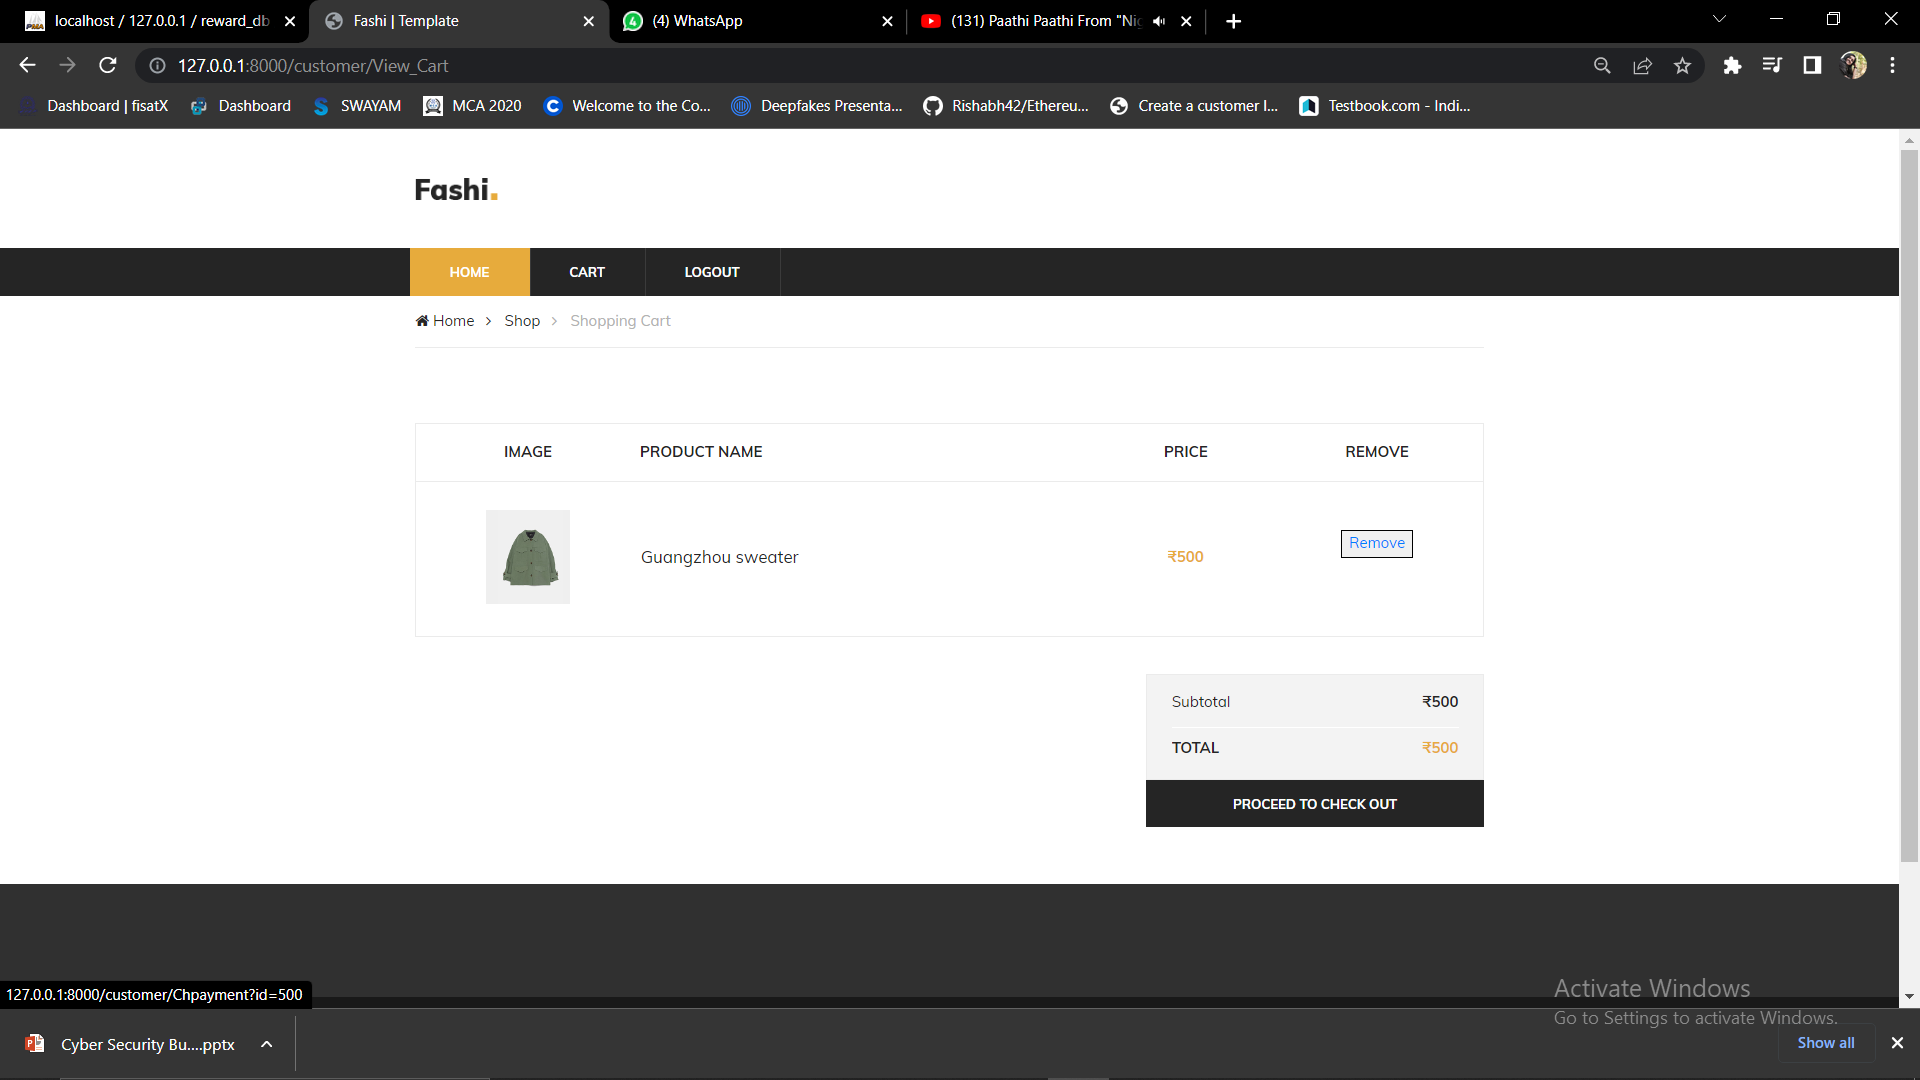 localhost / 127.0.0.1 / reward_db
Fashi | Template
(4) WhatsApp
(131) Paathi Paathi From "Nig
127.0.0.1:8000/customer/View_Cart
Dashboard | fisatX
Dashboard
SWAYAM
MCA 2020
Welcome to the Co...
Deepfakes Presenta...
Rishabh42/Ethereu...
Create a customer I...
Testbook.com - Indi...
Fashi.
HOME
CART
LOGOUT
Home
Shop
Shopping Cart
IMAGE
PRODUCT NAME
PRICE
REMOVE
Guangzhou sweater
₹500
Remove
Subtotal
₹500
TOTAL
₹500
PROCEED TO CHECK OUT
127.0.0.1:8000/customer/Chpayment?id=500
Activate Windows
Go to Settings to activate Windows.
Cyber Security Bu....pptx
Show all